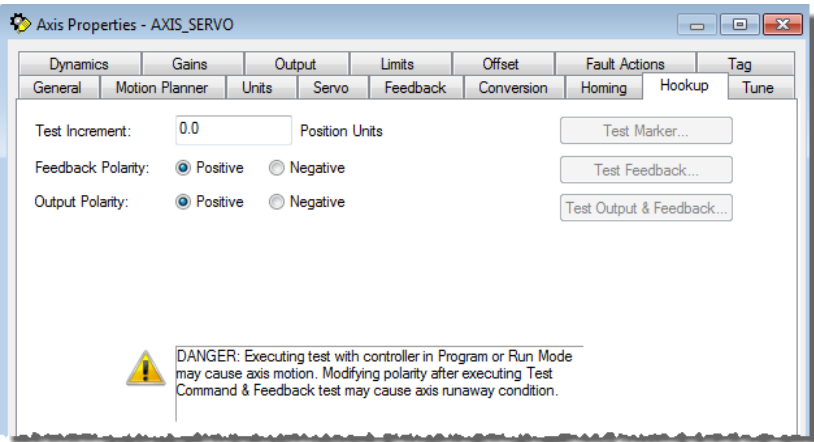 Axis Properties - AXIS_SERVO
Dynamics Gains Output Limits Offset Fault Actions Tag
General Motion Planner Units Servo Feedback Conversion Homing Hookup Tune
Test Increment: 0.0 Position Units Test Marker...
Feedback Polarity: Positive Negative Test Feedback...
Output Polarity: Positive Negative Test Output & Feedback...
DANGER: Executing test with controller in Program or Run Mode
may cause axis motion. Modifying polarity after executing Test
Command & Feedback test may cause axis runaway condition.